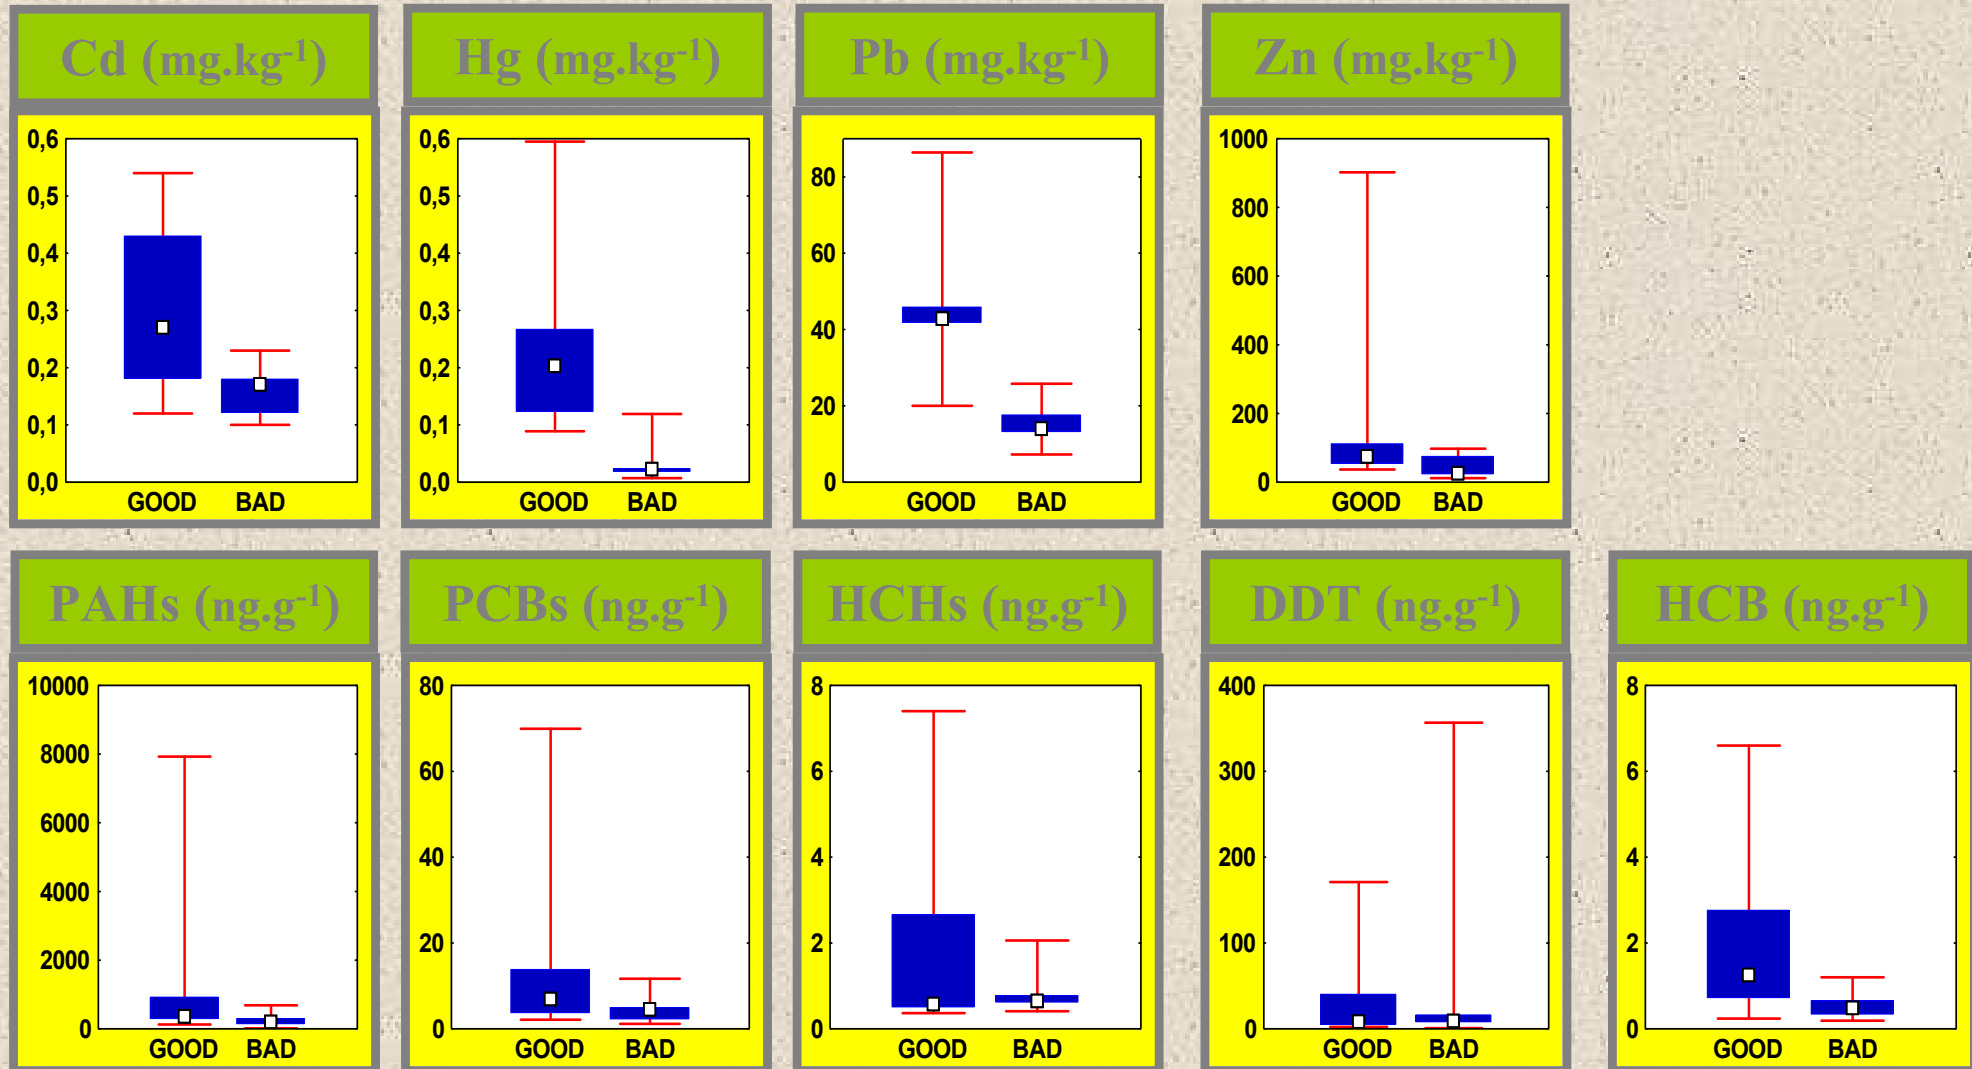 Cd (mg.kg⁻¹)
Hg (mg.kg⁻¹)
Pb (mg.kg⁻¹)
Zn (mg.kg⁻¹)
0,6
0,5
0,4
0,3
0,2
0,1
0,0
GOOD BAD
0,6
0,5
0,4
0,3
0,2
0,1
0,0
GOOD BAD
80
60
40
20
0
GOOD BAD
1000
800
600
400
200
0
GOOD BAD
PAHs (ng.g⁻¹)
PCBs (ng.g⁻¹)
HCHs (ng.g⁻¹)
DDT (ng.g⁻¹)
HCB (ng.g⁻¹)
10000
8000
6000
4000
2000
0
GOOD BAD
80
60
40
20
0
GOOD BAD
8
6
4
2
0
GOOD BAD
400
300
200
100
0
GOOD BAD
8
6
4
2
0
GOOD BAD